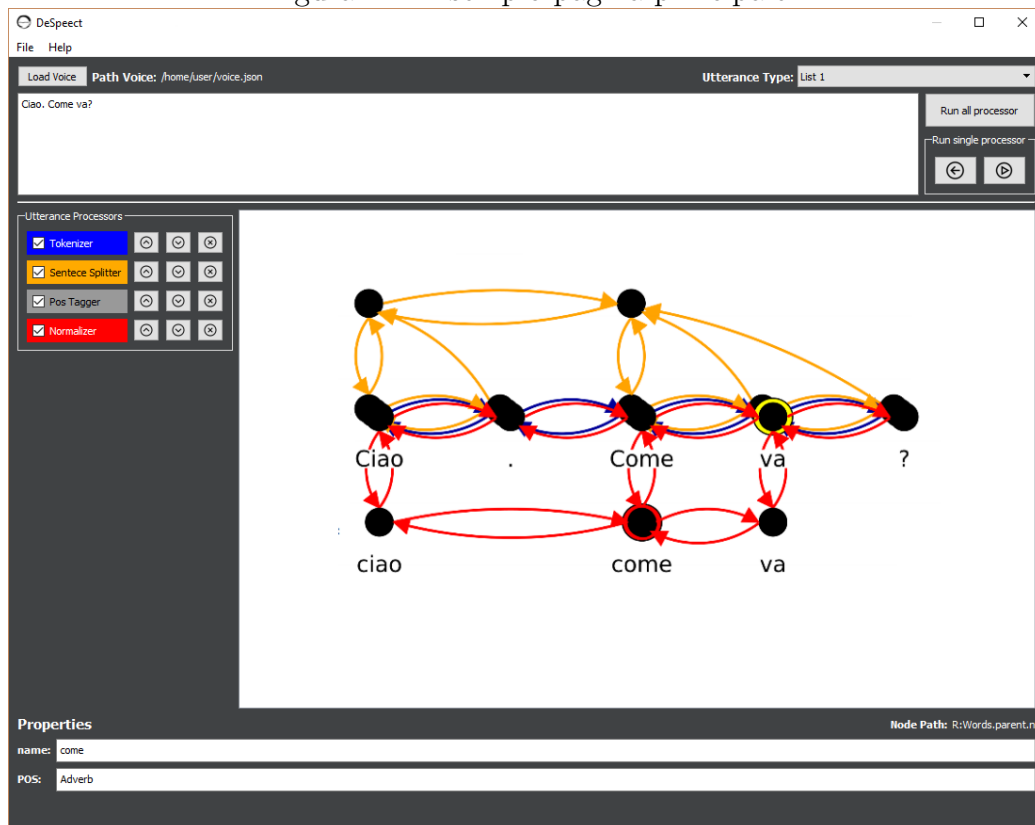 DeSpeect
File Help
Load Voice Path Voice: /home/user/voice.json Utterance Type: List 1
Ciao. Come va?
Run all processor
Run single processor
Utterance Processors
Tokenizer
Sentece Splitter
Pos Tagger
Normalizer
Ciao . Come va ?
ciao come va
Properties Node Path: R:Words.parent.n
name: come
POS: Adverb